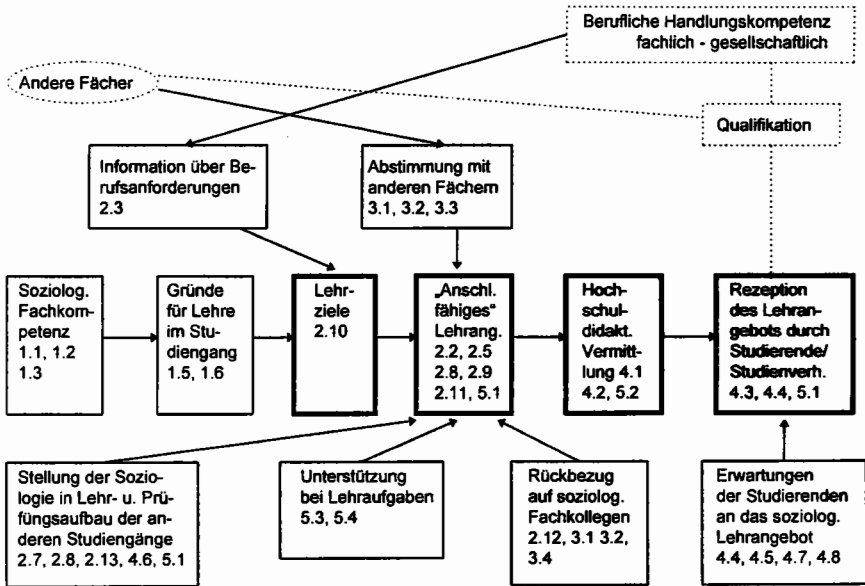 Berufliche Handlungskompetenz
fachlich - gesellschaftlich
Andere Fächer
Qualifikation
Information über Be-
rufsanforderungen
2.3
Abstimmung mit
anderen Fächern
3.1, 3.2, 3.3
Soziolog.
Fachkom-
petenz
1.1, 1.2
1.3
Gründe
für Lehre
im Stu-
diengang
1.5, 1.6
Lehr-
ziele
2.10
„Anschl.
fähiges“
Lehrang.
2.2, 2.5
2.8, 2.9
2.11, 5.1
Hoch-
schul-
didakt.
Vermitt-
lung 4.1
4.2, 5.2
Rezeption
des Lehran-
gebots durch
Studierende/
Studienverh.
4.3, 4.4, 5.1
Stellung der Sozio-
logie in Lehr- u. Prü-
fungsaufbau der an-
deren Studiengänge
2.7, 2.8, 2.13, 4.6, 5.1
Unterstützung
bei Lehraufgaben
5.3, 5.4
Rückbezug
auf soziolog.
Fachkollegen
2.12, 3.1 3.2,
3.4
Erwartungen
der Studierenden
an das soziolog.
Lehrangebot
4.4, 4.5, 4.7, 4.8